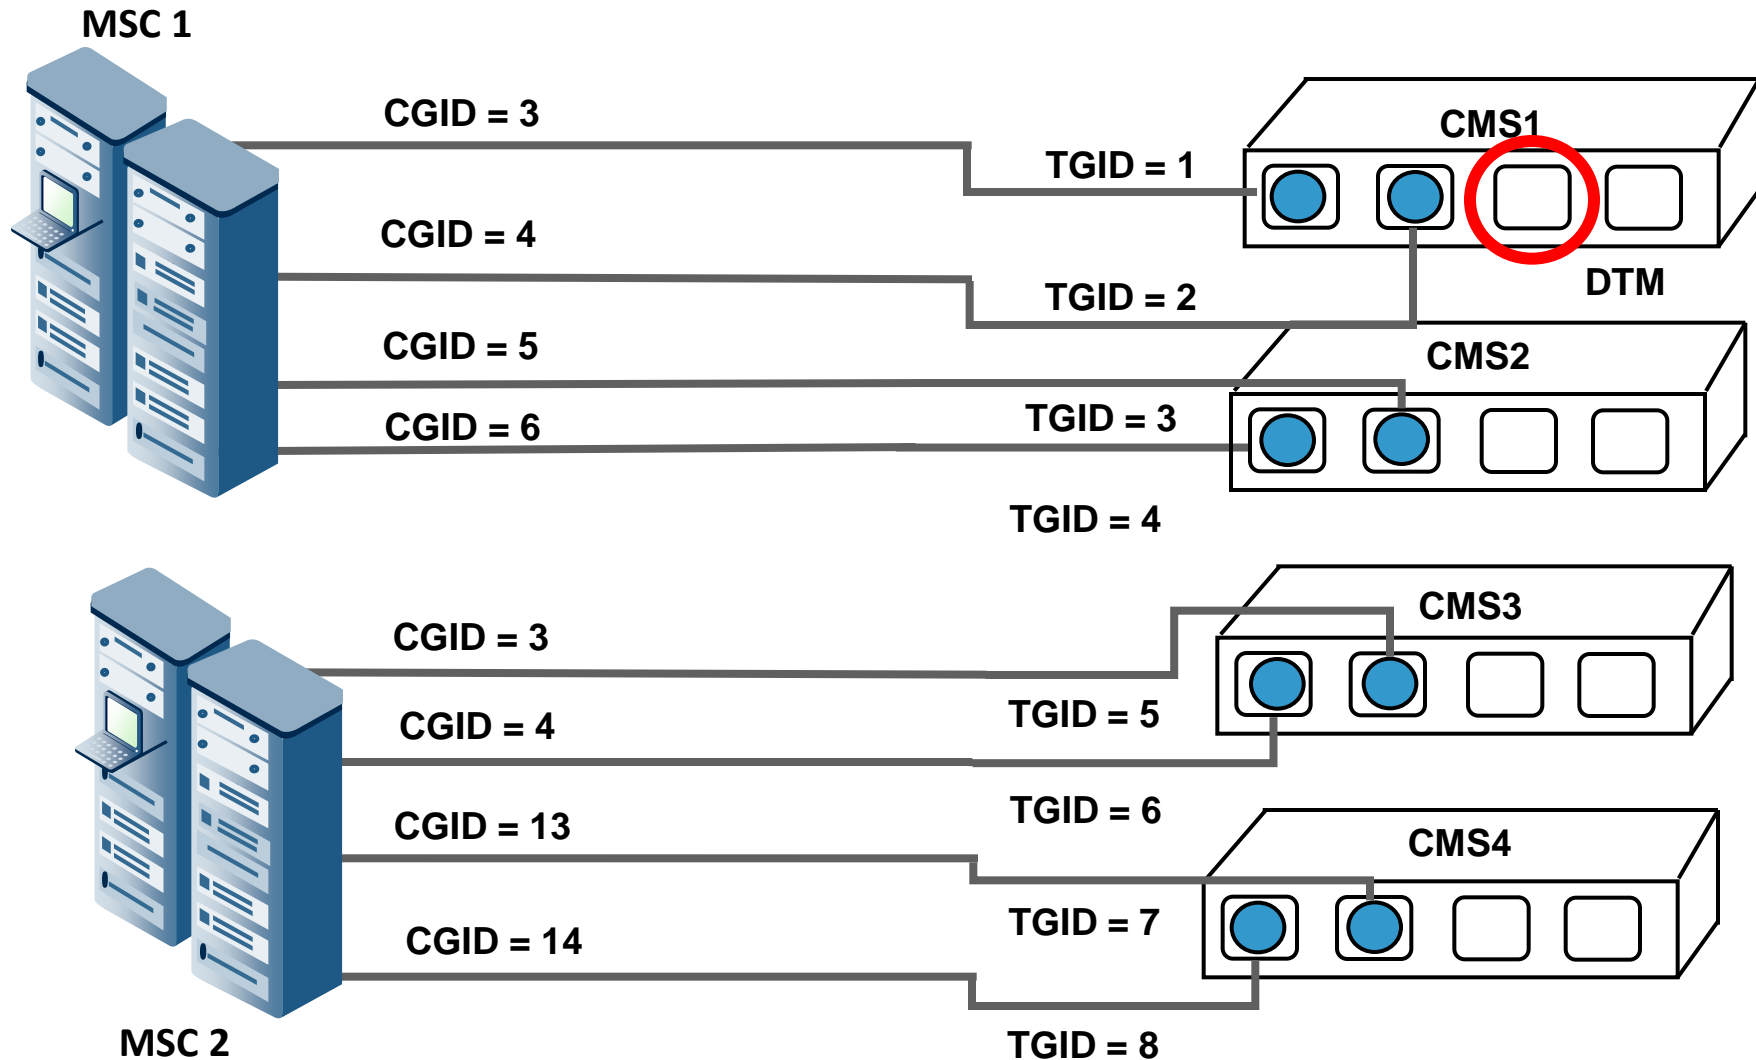 MSC 1
CGID = 3
TGID = 1
CMS1
CGID = 4
TGID = 2
DTM
CGID = 5
CMS2
CGID = 6
TGID = 3
TGID = 4
CGID = 3
CMS3
CGID = 4
TGID = 5
CGID = 13
TGID = 6
CMS4
CGID = 14
TGID = 7
MSC 2
TGID = 8